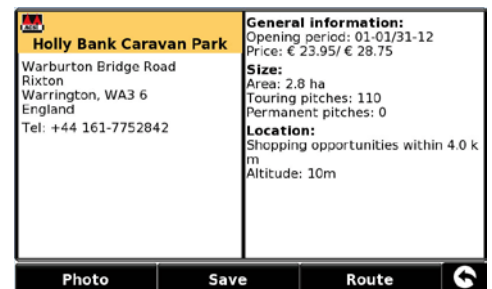 ACSI
Holly Bank Caravan Park
Warburton Bridge Road
Rixton
Warrington, WA3 6
England
Tel: +44 161-7752842
General information:
Opening period: 01-01/31-12
Price: € 23.95/ € 28.75
Size:
Area: 2.8 ha
Touring pitches: 110
Permanent pitches: 0
Location:
Shopping opportunities within 4.0 k
m
Altitude: 10m
Photo
Save
Route